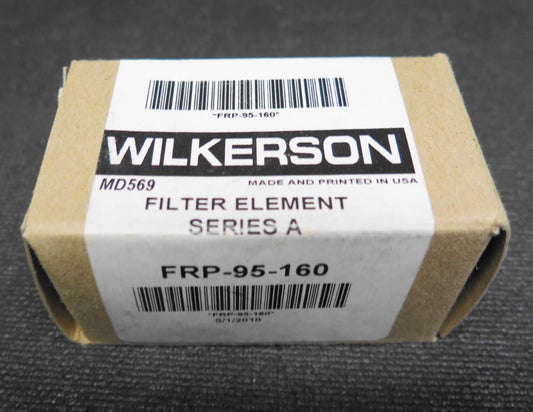 "FRP-95-160"
WILKERSON
MD569 MADE AND PRINTED IN USA
FILTER ELEMENT
SERIES A
FRP-95-160
"FRP-95-160"
5/1/2010